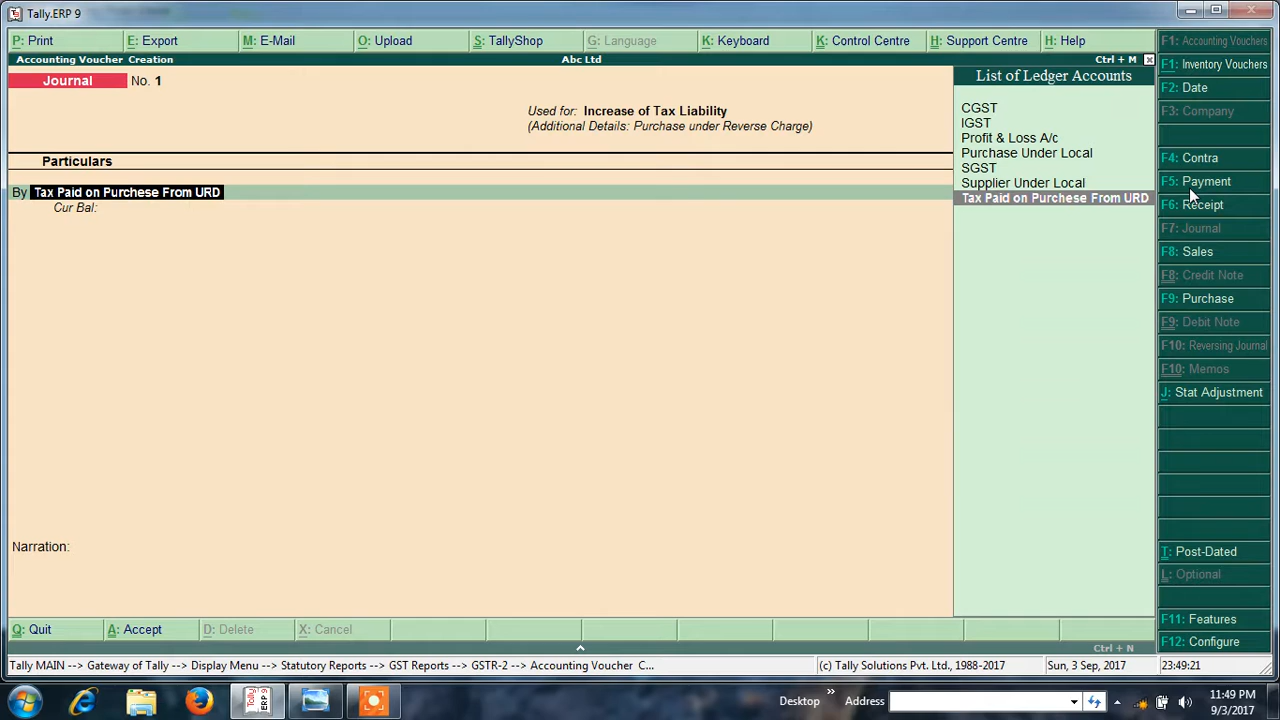 Tally.ERP 9
P: Print
E: Export
M: E-Mail
O: Upload
S: TallyShop
G: Language
K: Keyboard
K: Control Centre
H: Support Centre
H: Help
Accounting Voucher Creation
Abc Ltd
Ctrl + M
Journal No. 1
Used for: Increase of Tax Liability
(Additional Details: Purchase under Reverse Charge)
Particulars
By Tax Paid on Purchese From URD
Cur Bal:
Narration:
List of Ledger Accounts
CGST
IGST
Profit & Loss A/c
Purchase Under Local
SGST
Supplier Under Local
Tax Paid on Purchese From URD
F1: Accounting Vouchers
F1: Inventory Vouchers
F2: Date
F3: Company
F4: Contra
F5: Payment
F6: Receipt
F7: Journal
F8: Sales
F8: Credit Note
F9: Purchase
F9: Debit Note
F10: Reversing Journal
F10: Memos
J: Stat Adjustment
T: Post-Dated
L: Optional
F11: Features
F12: Configure
Q: Quit
A: Accept
D: Delete
X: Cancel
Ctrl + N
Tally MAIN --> Gateway of Tally --> Display Menu --> Statutory Reports --> GST Reports --> GSTR-2 --> Accounting Voucher C...
(c) Tally Solutions Pvt. Ltd., 1988-2017
Sun, 3 Sep, 2017
23:49:21
Tally ERP 9
Desktop
Address
11:49 PM
9/3/2017